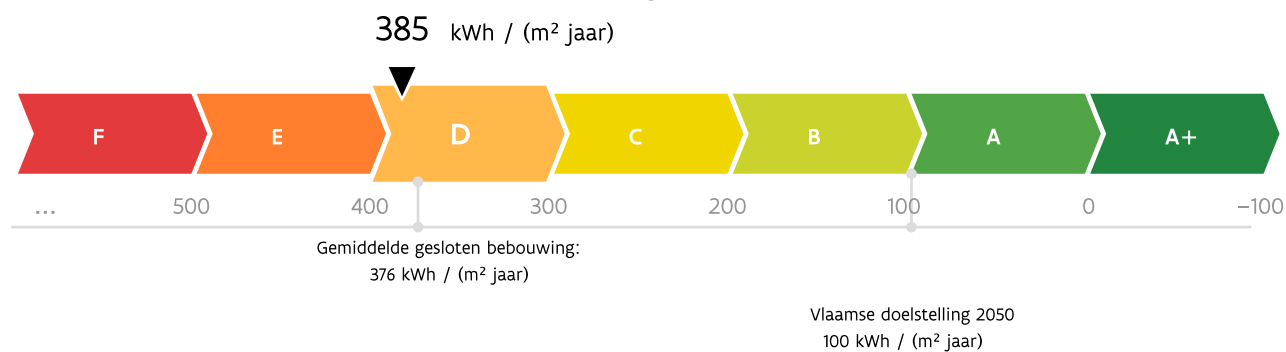 385 kWh / (m² jaar)
F E D C B A A+
... 500 400 300 200 100 0 −100
Gemiddelde gesloten bebouwing:
376 kWh / (m² jaar)
Vlaamse doelstelling 2050
100 kWh / (m² jaar)